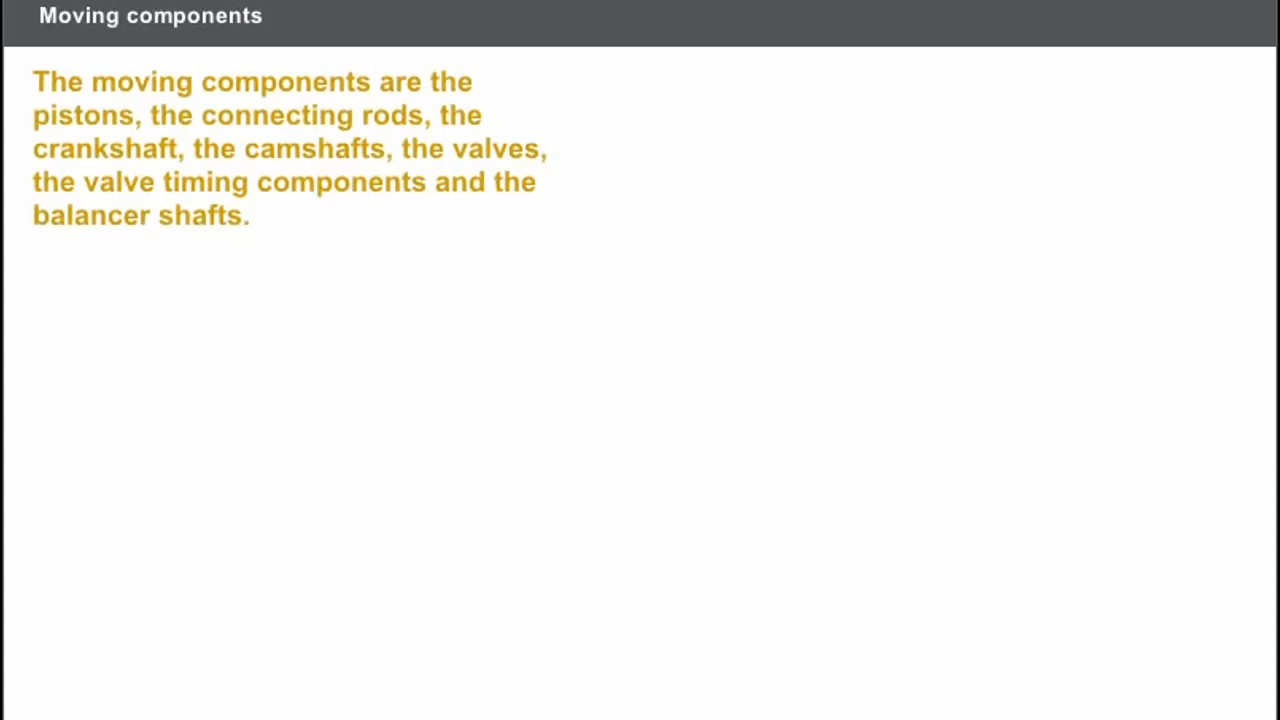 Moving components
The moving components are the
pistons, the connecting rods, the
crankshaft, the camshafts, the valves,
the valve timing components and the
balancer shafts.